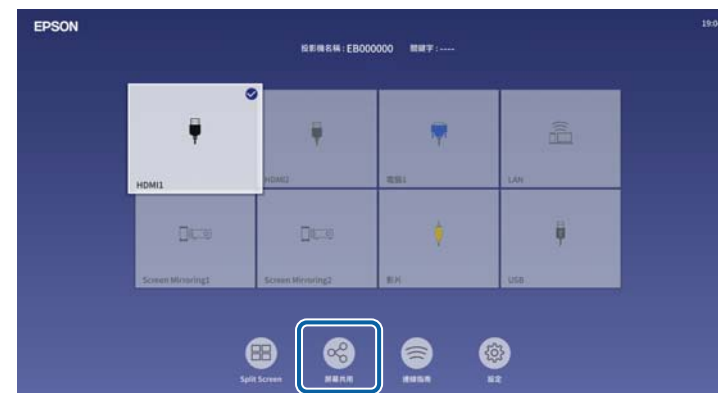 EPSON
19:0
投影機名稱 : EB000000 關鍵字 : ----
HDMI1
HDMI2
電腦1
LAN
Screen Mirroring1
Screen Mirroring2
影片
USB
Split Screen
屏幕共用
連線指南
設定